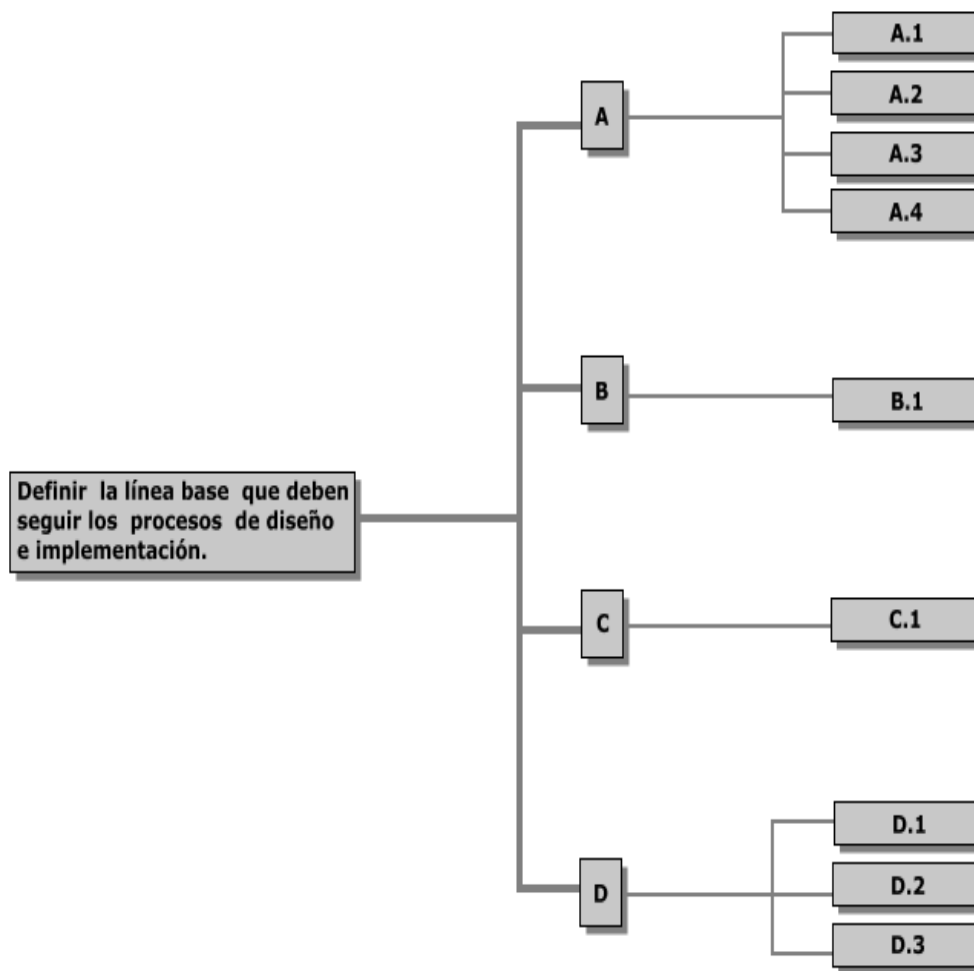 A.1
A.2
A
A.3
A.4
B
B.1
Definir la línea base que deben
seguir los procesos de diseño
e implementación.
C
C.1
D.1
D
D.2
D.3